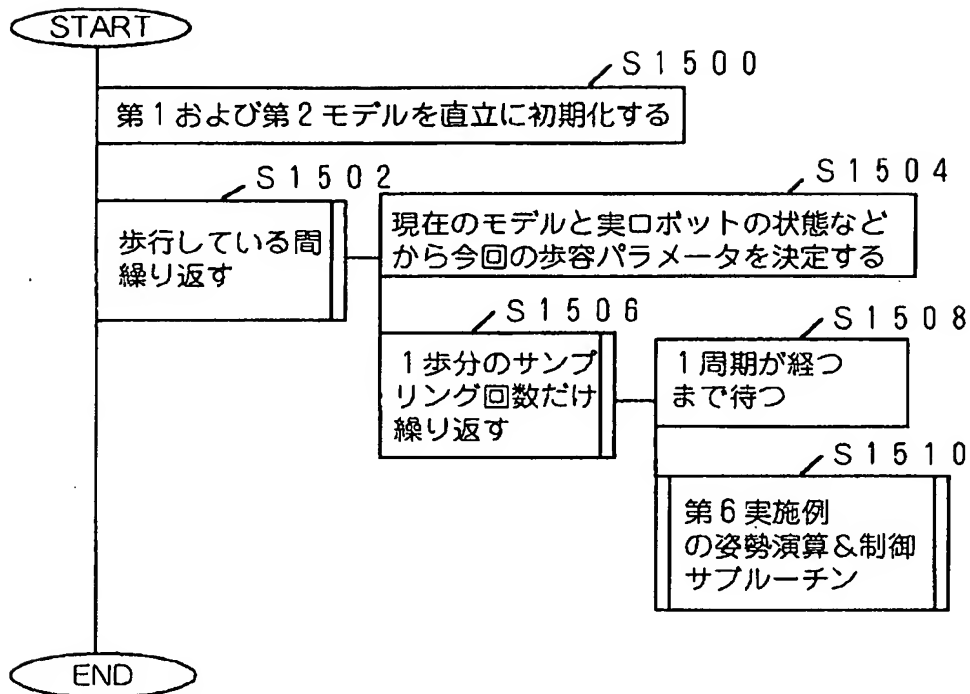 START
S1500
第1および第2モデルを直立に初期化する
S1502
歩行している間
繰り返す
S1504
現在のモデルと実ロボットの状態など
から今回の歩容パラメータを決定する
S1506
1歩分のサンプ
リング回数だけ
繰り返す
S1508
1周期が経つ
まで待つ
S1510
第6実施例
の姿勢演算&制御
サブルーチン
END